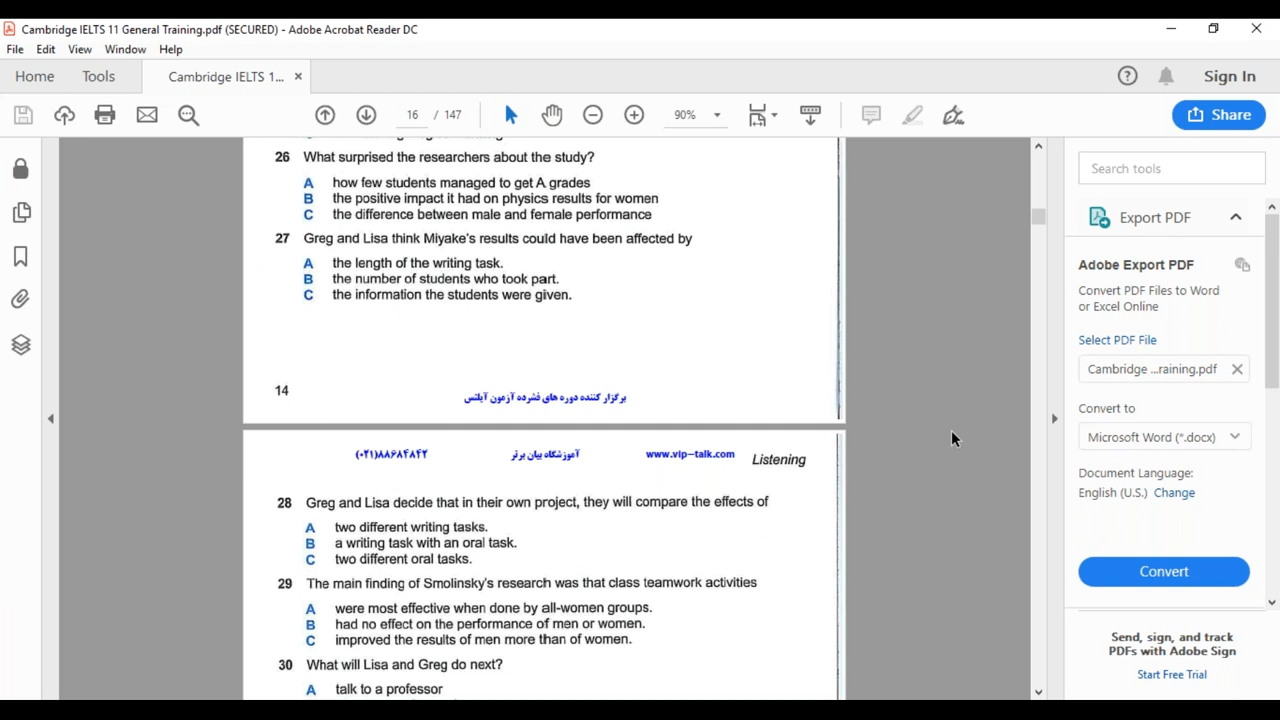 Cambridge IELTS 11 General Training.pdf (SECURED) - Adobe Acrobat Reader DC
File Edit View Window Help
Home Tools Cambridge IELTS 1... Sign In
16 / 147 90% Share
26 What surprised the researchers about the study?
A how few students managed to get A grades
B the positive impact it had on physics results for women
C the difference between male and female performance
27 Greg and Lisa think Miyake's results could have been affected by
A the length of the writing task.
B the number of students who took part.
C the information the students were given.
14 برگزار کننده دوره های فشرده آزمون آیلتس
(۰۲۱)۸۸۶۸۴۸۴۲ آموزشگاه بیان برتر www.vip-talk.com Listening
28 Greg and Lisa decide that in their own project, they will compare the effects of
A two different writing tasks.
B a writing task with an oral task.
C two different oral tasks.
29 The main finding of Smolinsky's research was that class teamwork activities
A were most effective when done by all-women groups.
B had no effect on the performance of men or women.
C improved the results of men more than of women.
30 What will Lisa and Greg do next?
A talk to a professor
Search tools
Export PDF
Adobe Export PDF
Convert PDF Files to Word
or Excel Online
Select PDF File
Cambridge ...raining.pdf
Convert to
Microsoft Word (*.docx)
Document Language:
English (U.S.) Change
Convert
Send, sign, and track
PDFs with Adobe Sign
Start Free Trial